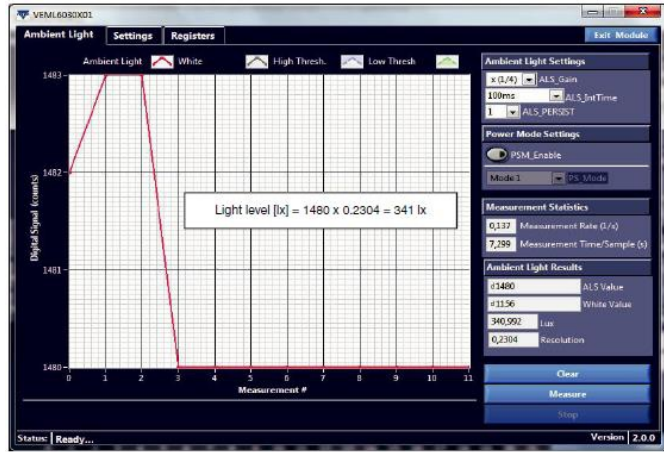 VEML6030X01
Ambient Light Settings Registers Exit Module
Ambient Light White High Thresh. Low Thresh
1483
1482
1481
1480
Digital Signal (counts)
Light level [lx] = 1480 x 0.2304 = 341 lx
0 1 2 3 4 5 6 7 8 9 10 11
Measurement #
Ambient Light Settings
x (1/4) ALS_Gain
100ms ALS_IntTime
1 ALS_PERSIST
Power Mode Settings
PSM_Enable
Mode1 PS_Mode
Measurement Statistics
0,137 Measurement Rate (1/s)
7,299 Measurement Time/Sample (s)
Ambient Light Results
d1480 ALS Value
d1156 White Value
340,992 Lux
0,2304 Resolution
Clear
Measure
Stop
Status: Ready... Version 2.0.0